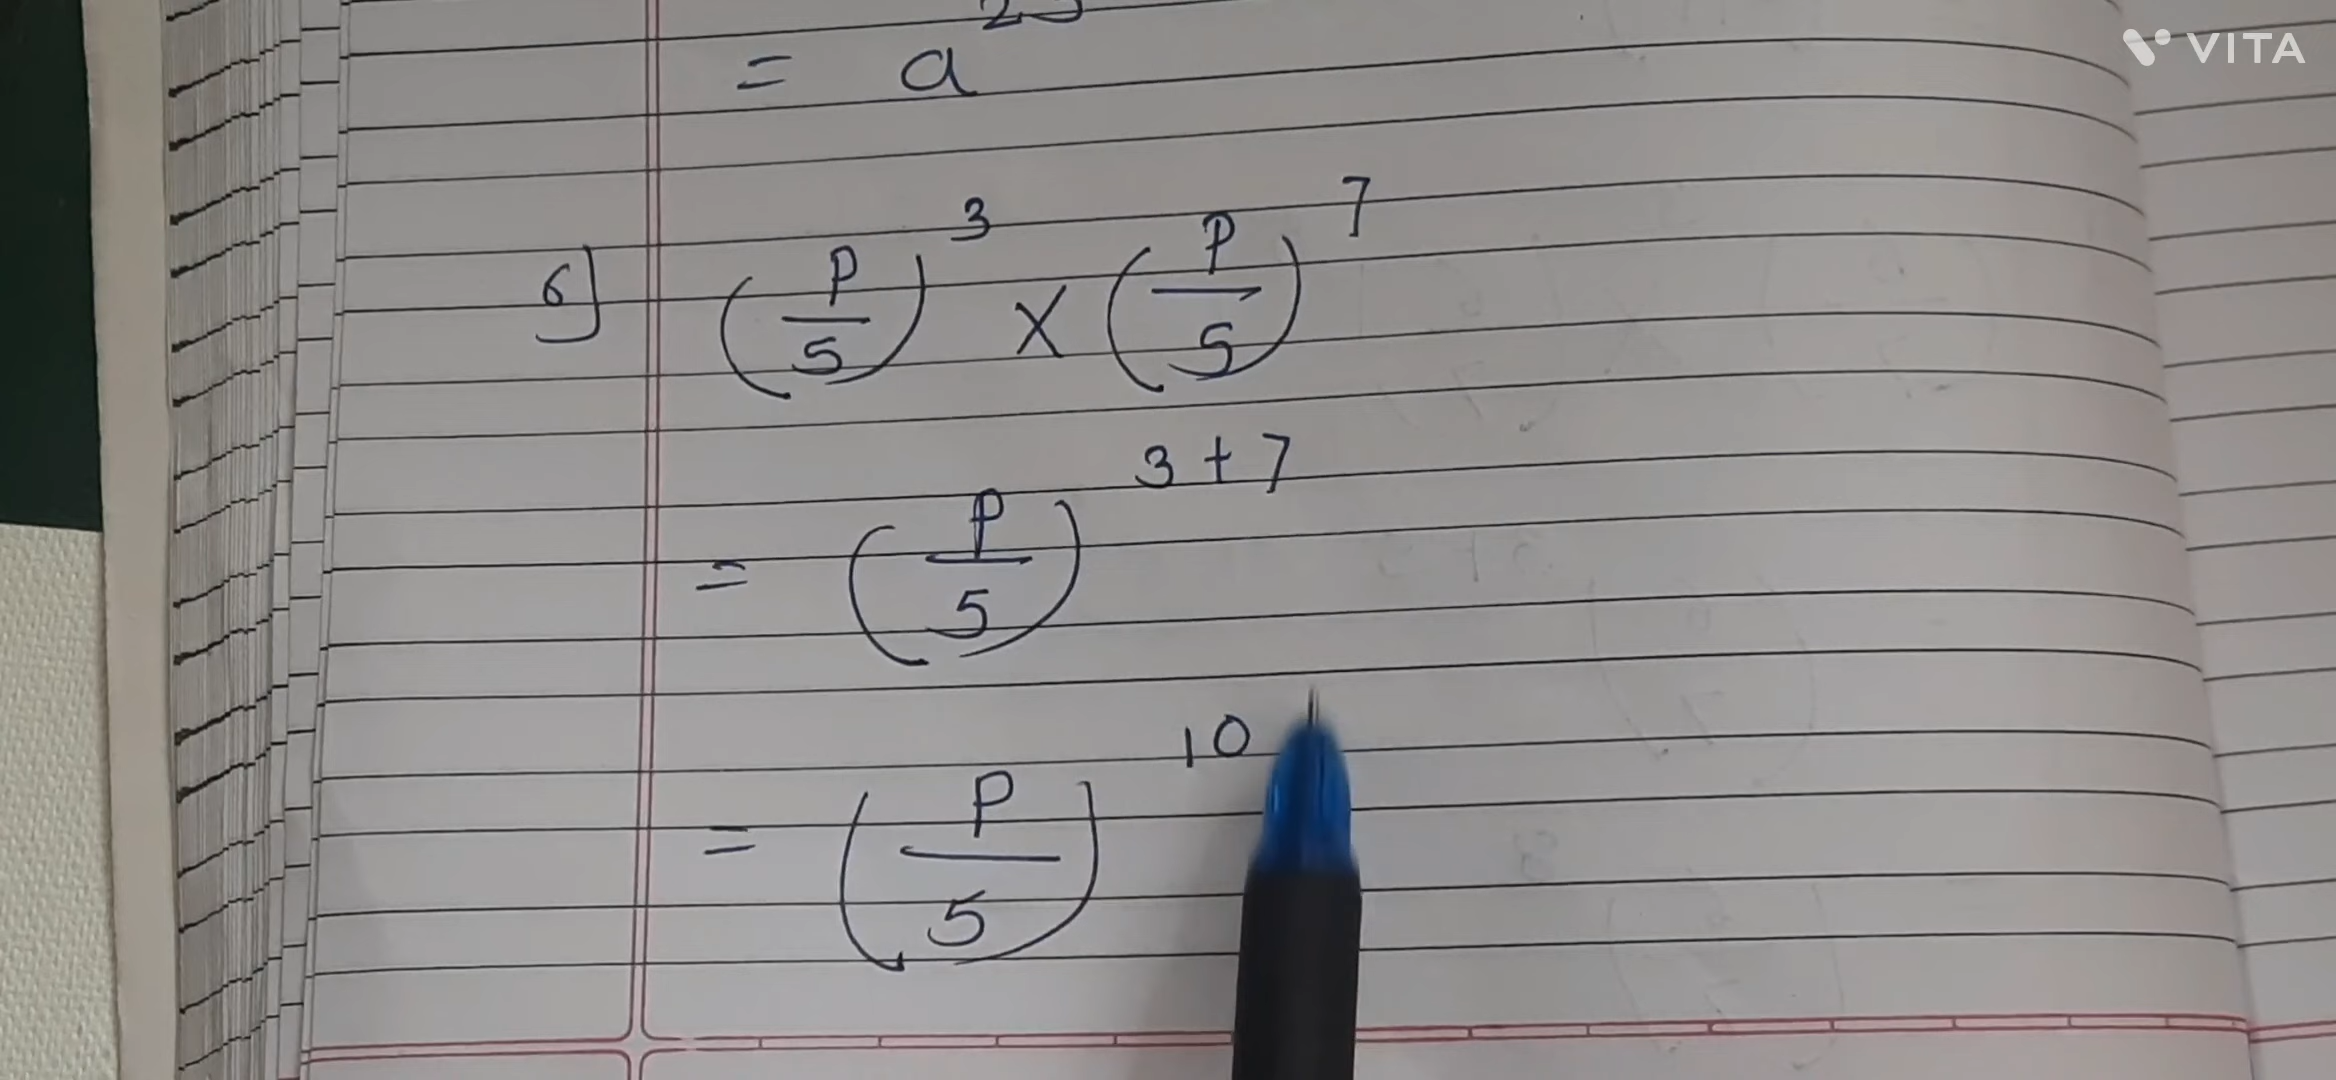 VITA
= a
6) (P/5)^3 × (P/5)^7
= (P/5)^3+7
= (P/5)^10